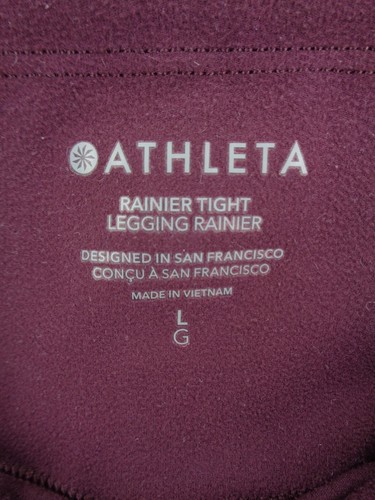 ATHLETA
RAINIER TIGHT
LEGGING RAINIER
DESIGNED IN SAN FRANCISCO
CONÇU À SAN FRANCISCO
MADE IN VIETNAM
L
G